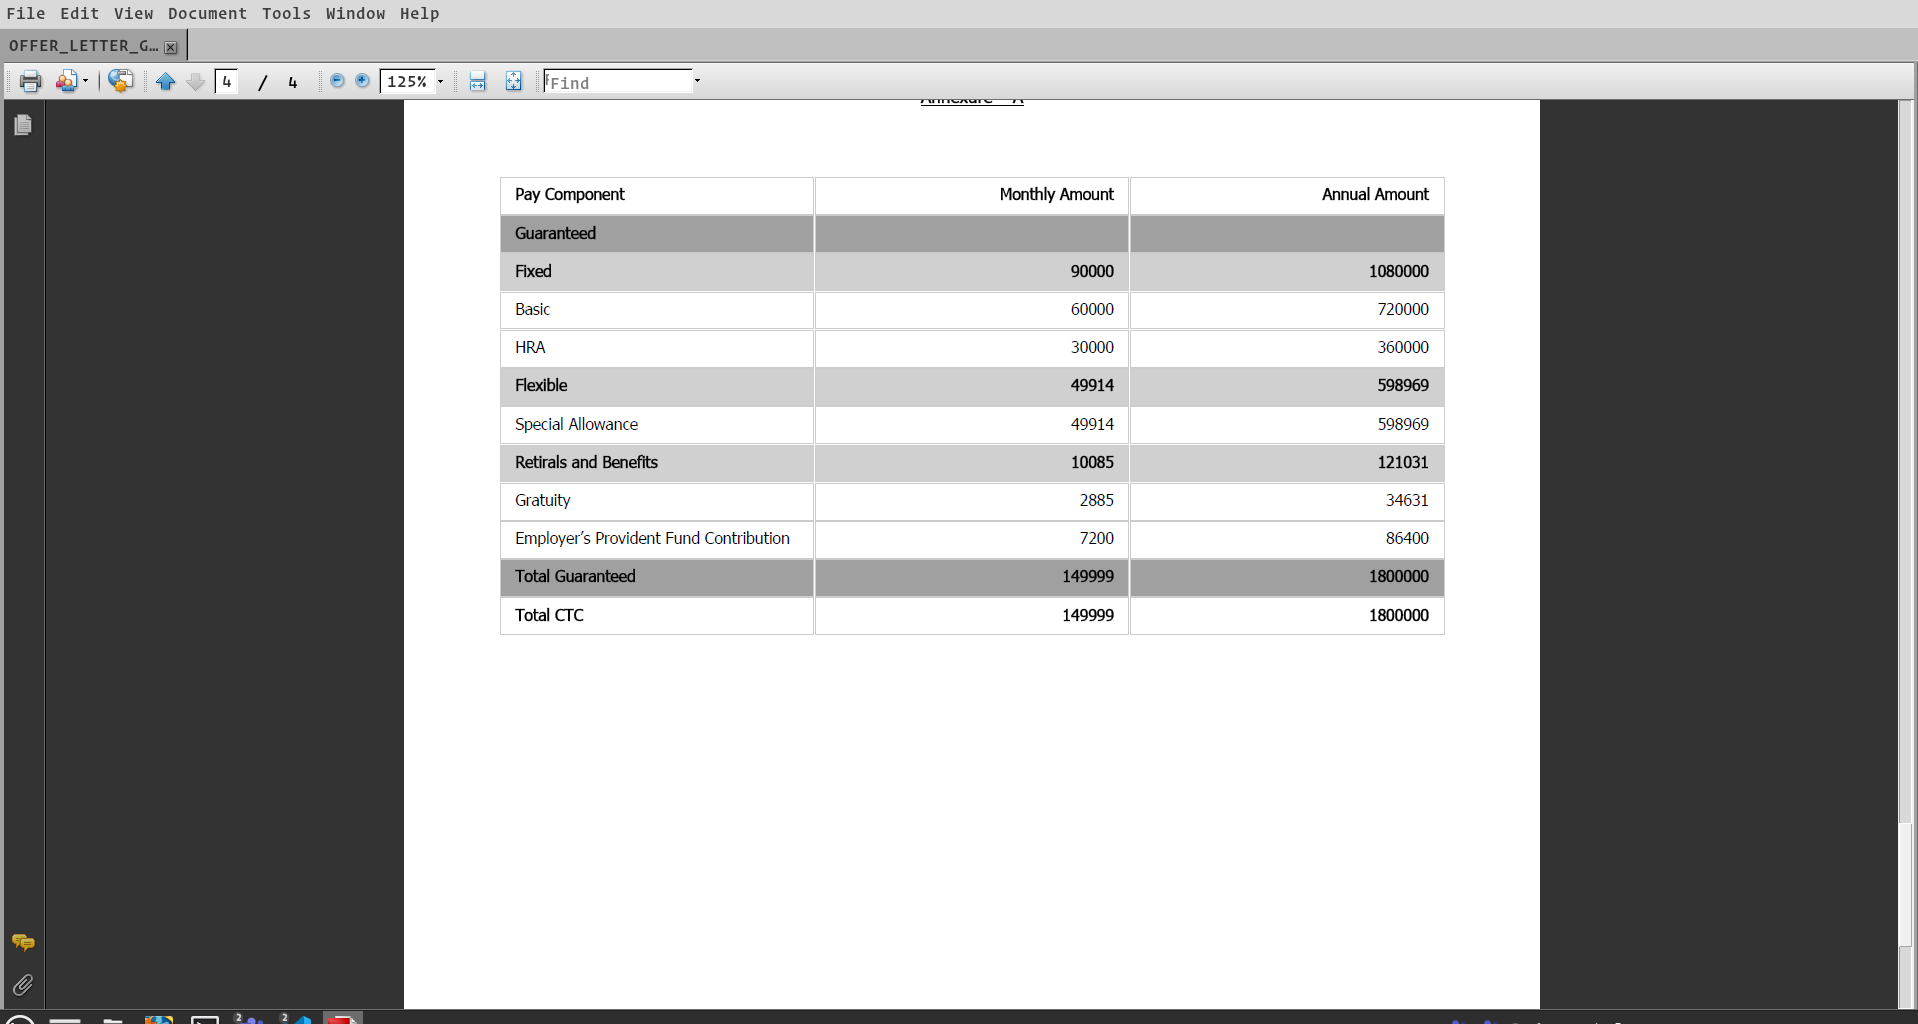 File Edit View Document Tools Window Help
OFFER_LETTER_G…
4 / 4 125% Find
Annexure – A
Pay Component Monthly Amount Annual Amount
Guaranteed
Fixed 90000 1080000
Basic 60000 720000
HRA 30000 360000
Flexible 49914 598969
Special Allowance 49914 598969
Retirals and Benefits 10085 121031
Gratuity 2885 34631
Employer’s Provident Fund Contribution 7200 86400
Total Guaranteed 149999 1800000
Total CTC 149999 1800000
2 2